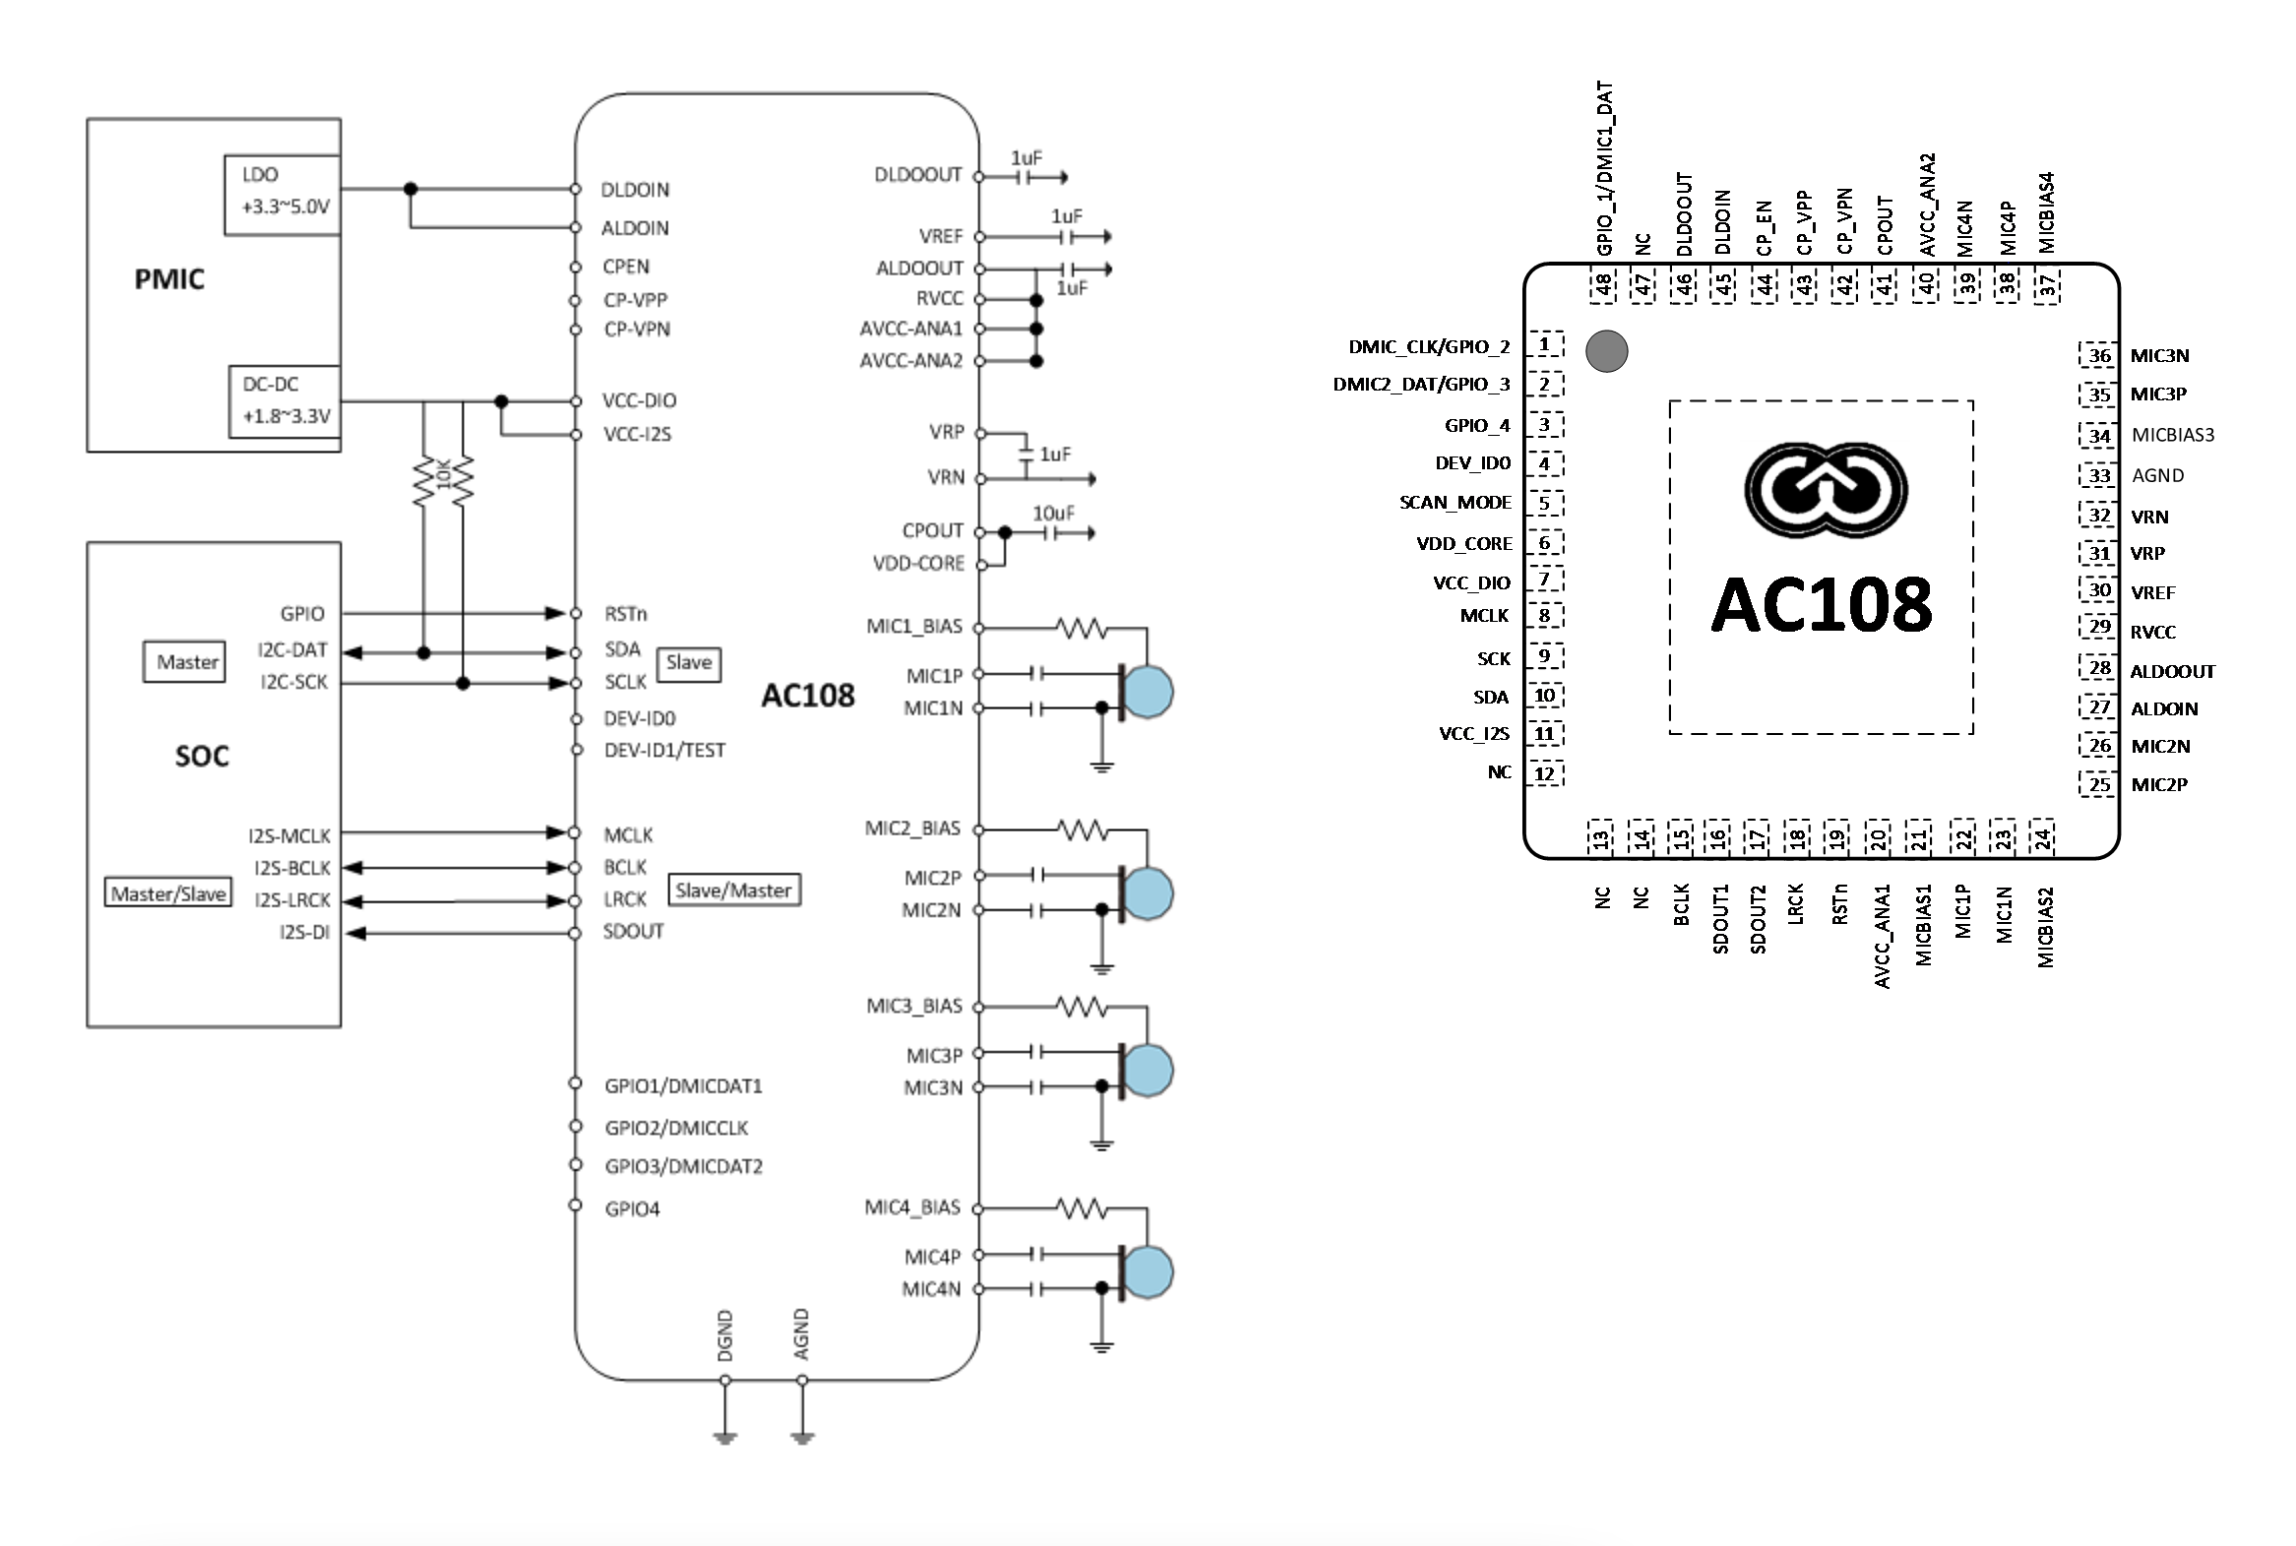 PMIC
LDO
+3.3~5.0V
DC-DC
+1.8~3.3V
10K
SOC
GPIO
Master
I2C-DAT
I2C-SCK
I2S-MCLK
I2S-BCLK
Master/Slave
I2S-LRCK
I2S-DI
DLDOIN
ALDOIN
CPEN
CP-VPP
CP-VPN
VCC-DIO
VCC-I2S
RSTn
SDA
Slave
SCLK
DEV-ID0
DEV-ID1/TEST
MCLK
BCLK
Slave/Master
LRCK
SDOUT
GPIO1/DMICDAT1
GPIO2/DMICCLK
GPIO3/DMICDAT2
GPIO4
AC108
DGND
AGND
DLDOOUT
1uF
VREF
1uF
ALDOOUT
1uF
RVCC
AVCC-ANA1
AVCC-ANA2
VRP
1uF
VRN
CPOUT
10uF
VDD-CORE
MIC1_BIAS
MIC1P
MIC1N
MIC2_BIAS
MIC2P
MIC2N
MIC3_BIAS
MIC3P
MIC3N
MIC4_BIAS
MIC4P
MIC4N
GPIO_1/DMIC1_DAT
NC
DLDOOUT
DLDOIN
CP_EN
CP_VPP
CP_VPN
CPOUT
AVCC_ANA2
MIC4N
MIC4P
MICBIAS4
48
47
46
45
44
43
42
41
40
39
38
37
DMIC_CLK/GPIO_2 1
DMIC2_DAT/GPIO_3 2
GPIO_4 3
DEV_ID0 4
SCAN_MODE 5
VDD_CORE 6
VCC_DIO 7
MCLK 8
SCK 9
SDA 10
VCC_I2S 11
NC 12
AC108
36 MIC3N
35 MIC3P
34 MICBIAS3
33 AGND
32 VRN
31 VRP
30 VREF
29 RVCC
28 ALDOOUT
27 ALDOIN
26 MIC2N
25 MIC2P
13
14
15
16
17
18
19
20
21
22
23
24
NC
NC
BCLK
SDOUT1
SDOUT2
LRCK
RSTn
AVCC_ANA1
MICBIAS1
MIC1P
MIC1N
MICBIAS2